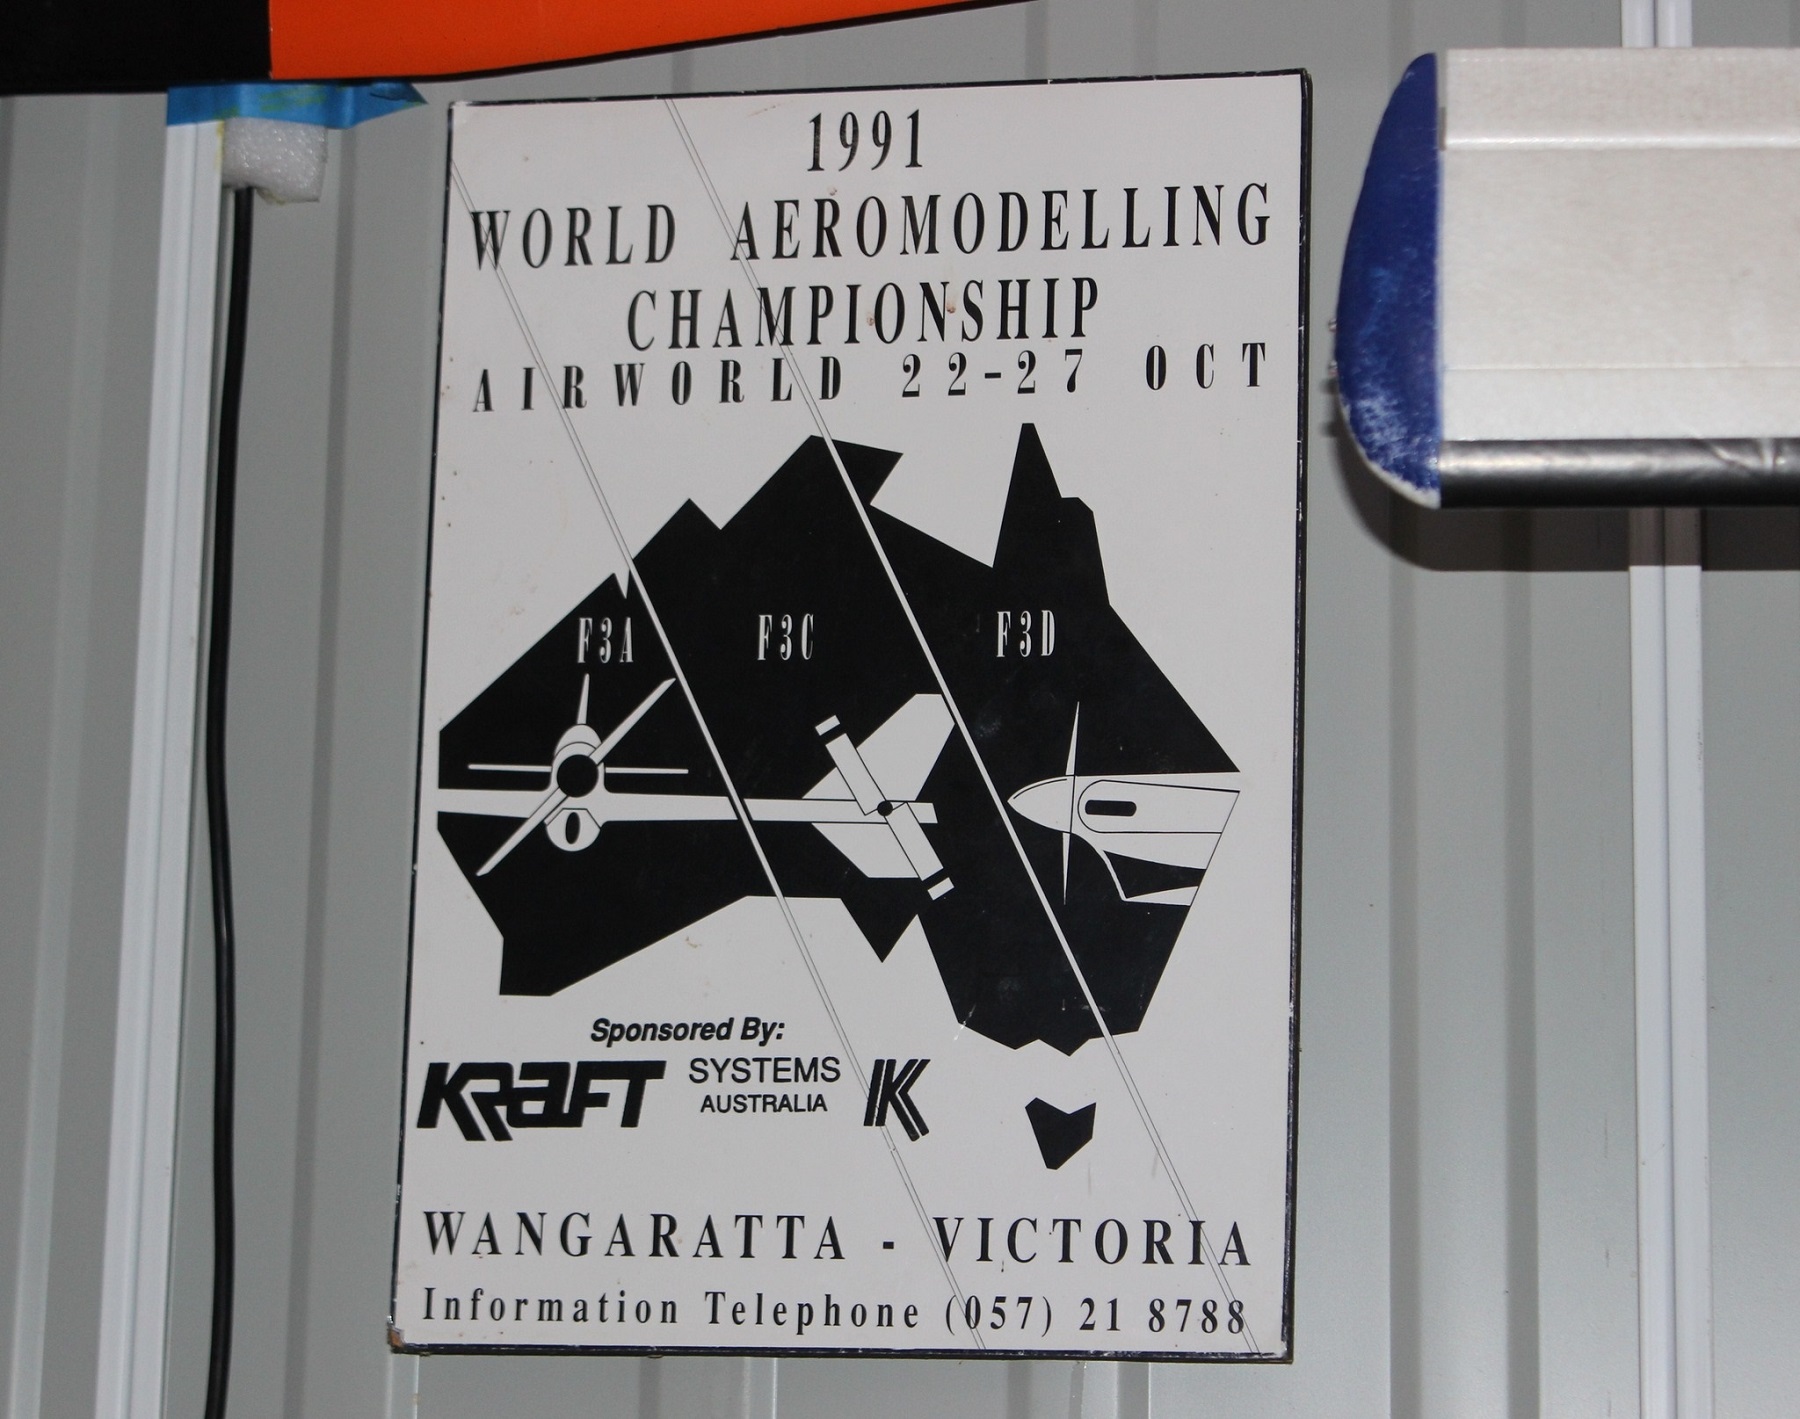 1991
WORLD AEROMODELLING
CHAMPIONSHIP
AIRWORLD 22-27 OCT
F3A F3C F3D
Sponsored By:
KRAFT SYSTEMS AUSTRALIA K
WANGARATTA - VICTORIA
Information Telephone (057) 21 8788